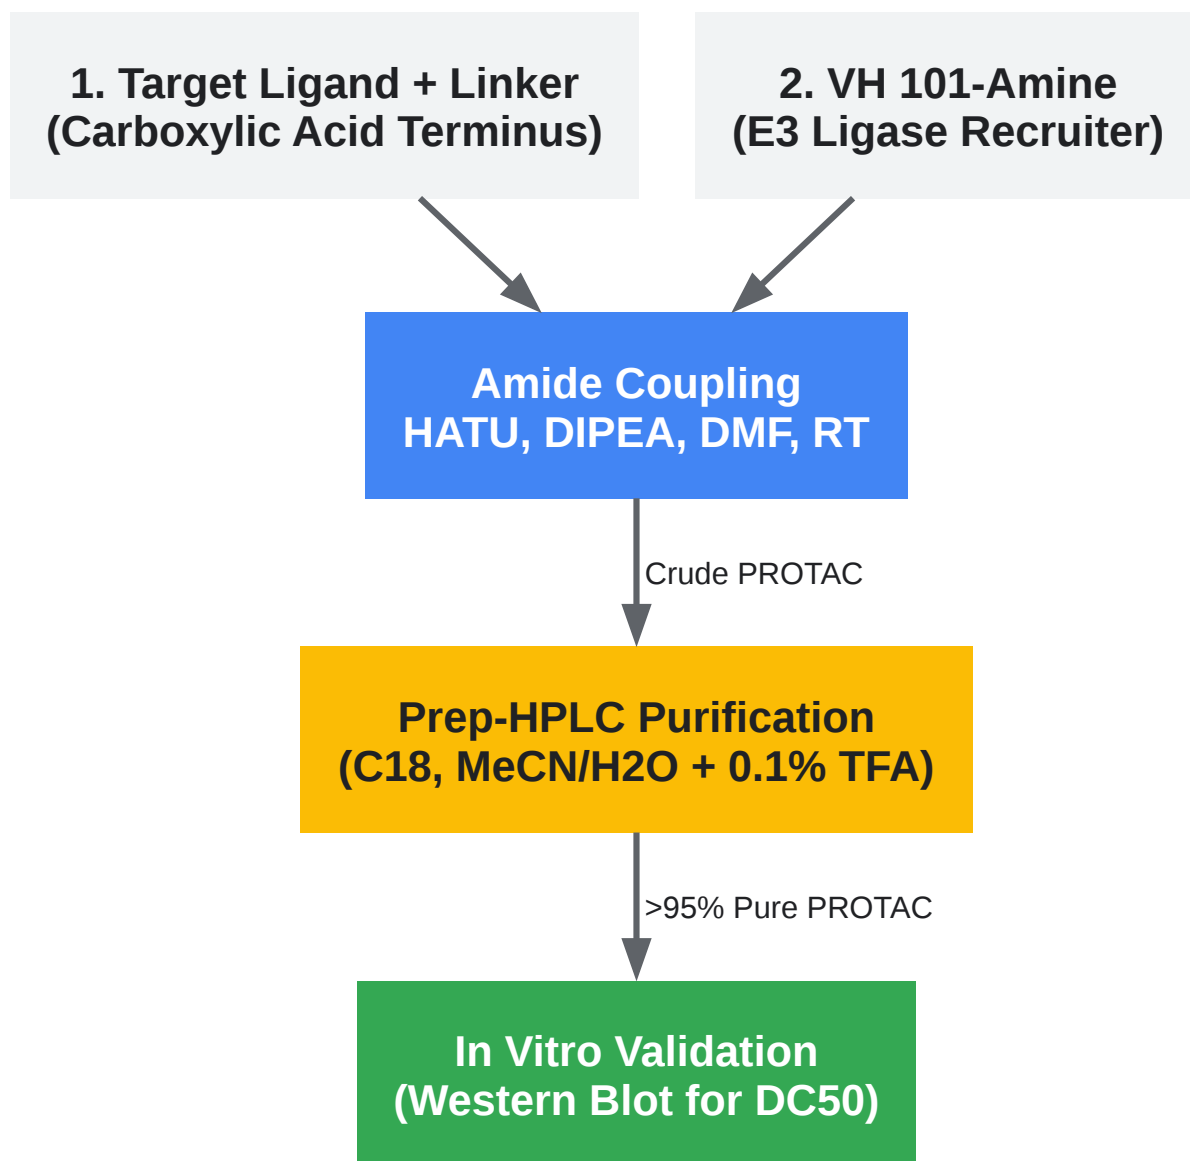 1. Target Ligand + Linker
(Carboxylic Acid Terminus)
2. VH 101-Amine
(E3 Ligase Recruiter)
Amide Coupling
HATU, DIPEA, DMF, RT
Crude PROTAC
Prep-HPLC Purification
(C18, MeCN/H2O + 0.1% TFA)
>95% Pure PROTAC
In Vitro Validation
(Western Blot for DC50)